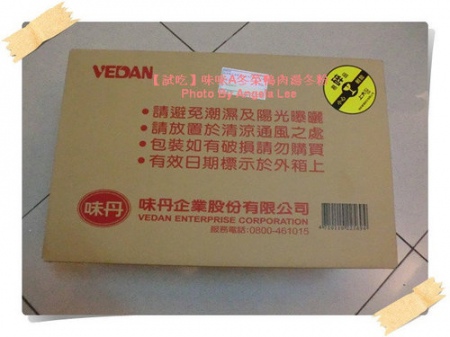 【試吃】味味A冬菜鴨肉湯冬粉
Photo By Angela Lee
VEDAN
• 請避免潮濕及陽光曝曬
• 請放置於清涼通風之處
• 包裝如有破損請勿購買
• 有效日期標示於外箱上
味丹
味丹企業股份有限公司
VEDAN ENTERPRISE CORPORATION
服務電話:0800-461015